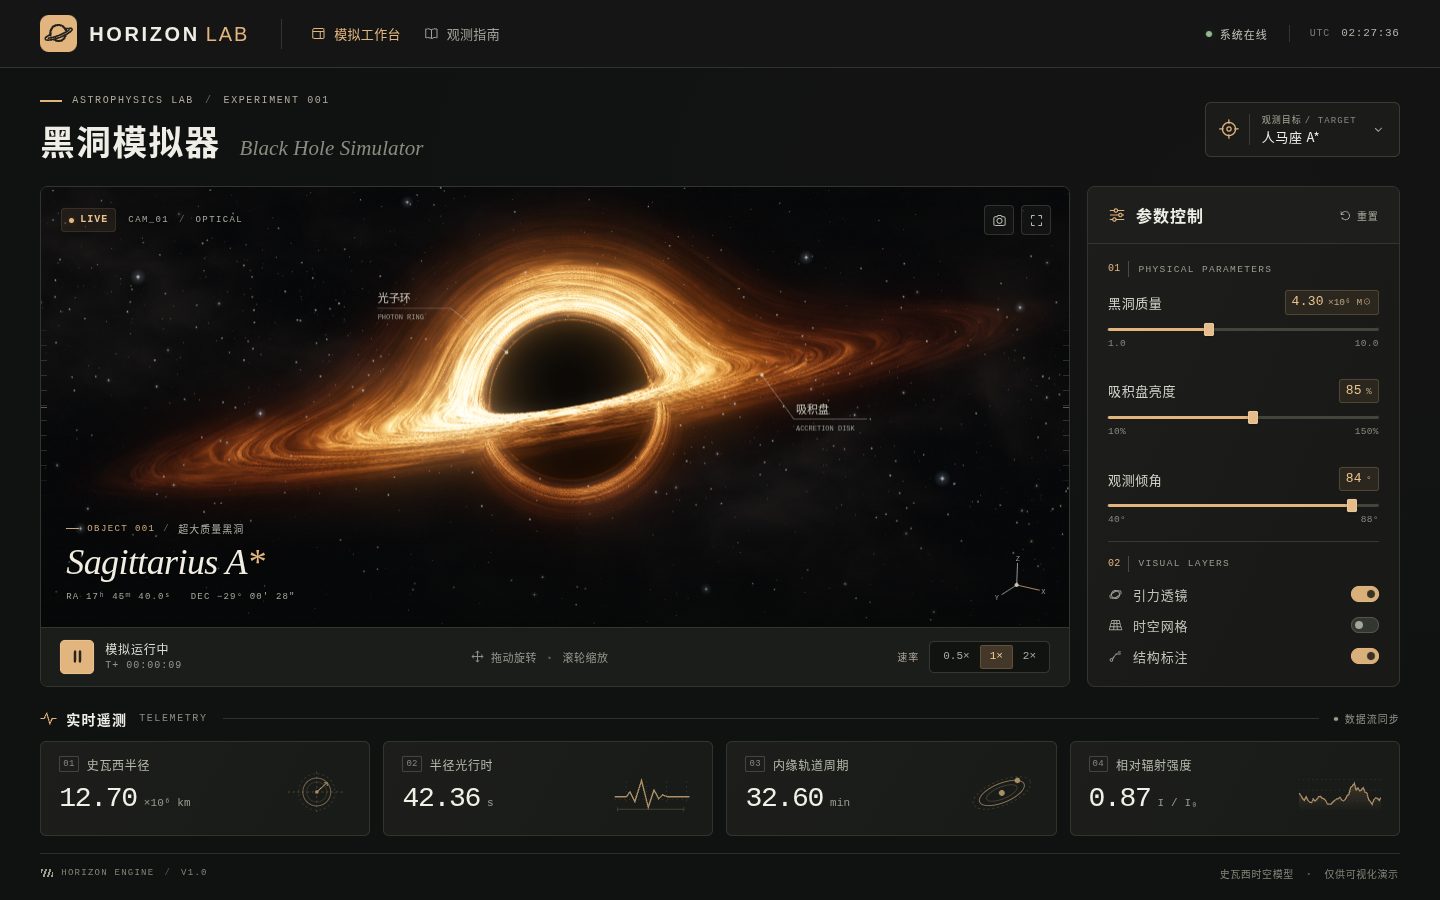 HORIZON LAB
模拟工作台
观测指南
系统在线
UTC 02:27:36
ASTROPHYSICS LAB / EXPERIMENT 001
黑洞模拟器 Black Hole Simulator
观测目标 / TARGET
人马座 A*
LIVE
CAM_01 / OPTICAL
光子环
PHOTON RING
吸积盘
ACCRETION DISK
OBJECT 001 / 超大质量黑洞
Sagittarius A*
RA 17ʰ 45ᵐ 40.0ˢ DEC −29° 00′ 28″
Z
X
Y
模拟运行中
T+ 00:00:09
拖动旋转 · 滚轮缩放
速率 0.5× 1× 2×
参数控制
重置
01 PHYSICAL PARAMETERS
黑洞质量 4.30 ×10⁶ M☉
1.0 10.0
吸积盘亮度 85 %
10% 150%
观测倾角 84 °
40° 88°
02 VISUAL LAYERS
引力透镜
时空网格
结构标注
实时遥测 TELEMETRY
数据流同步
01 史瓦西半径
12.70 ×10⁶ km
02 半径光行时
42.36 s
03 内缘轨道周期
32.60 min
04 相对辐射强度
0.87 I / I₀
HORIZON ENGINE / V1.0
史瓦西时空模型 · 仅供可视化演示